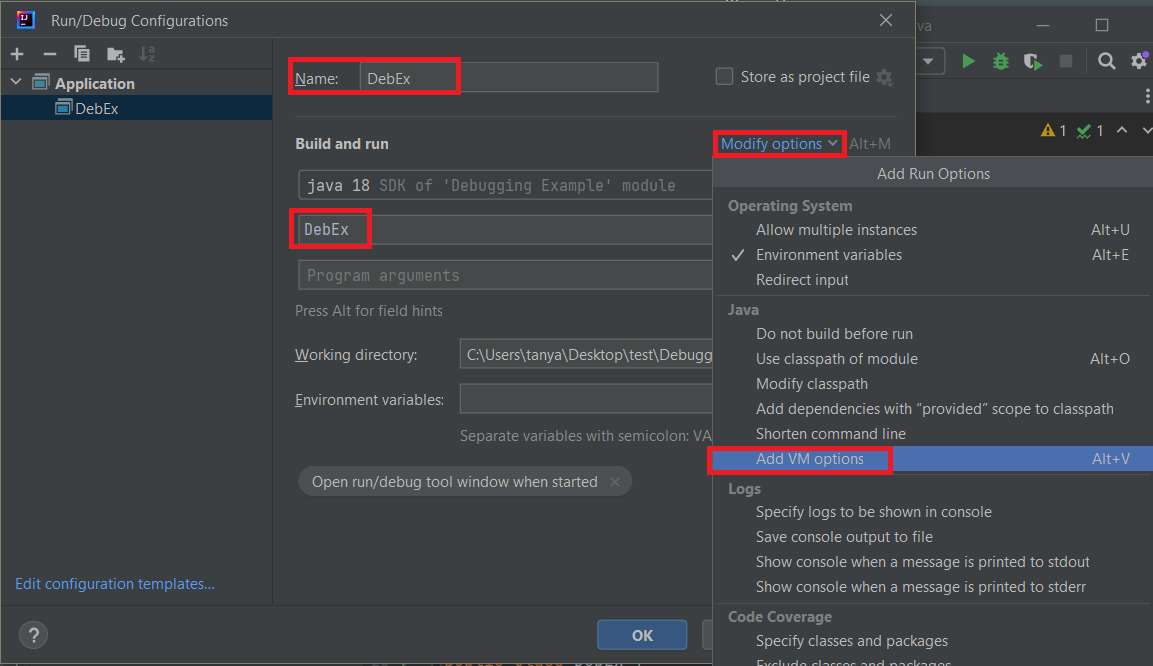 Run/Debug Configurations
va
Application
DebEx
Name: DebEx
Store as project file
1 1
Build and run
Modify options Alt+M
java 18 SDK of 'Debugging Example' module
DebEx
Program arguments
Press Alt for field hints
Working directory: C:\Users\tanya\Desktop\test\Debugg
Environment variables:
Separate variables with semicolon: VA
Open run/debug tool window when started
Edit configuration templates...
?
OK
Add Run Options
Operating System
Allow multiple instances Alt+U
Environment variables Alt+E
Redirect input
Java
Do not build before run
Use classpath of module Alt+O
Modify classpath
Add dependencies with “provided” scope to classpath
Shorten command line
Add VM options Alt+V
Logs
Specify logs to be shown in console
Save console output to file
Show console when a message is printed to stdout
Show console when a message is printed to stderr
Code Coverage
Specify classes and packages
Exclude classes and packages